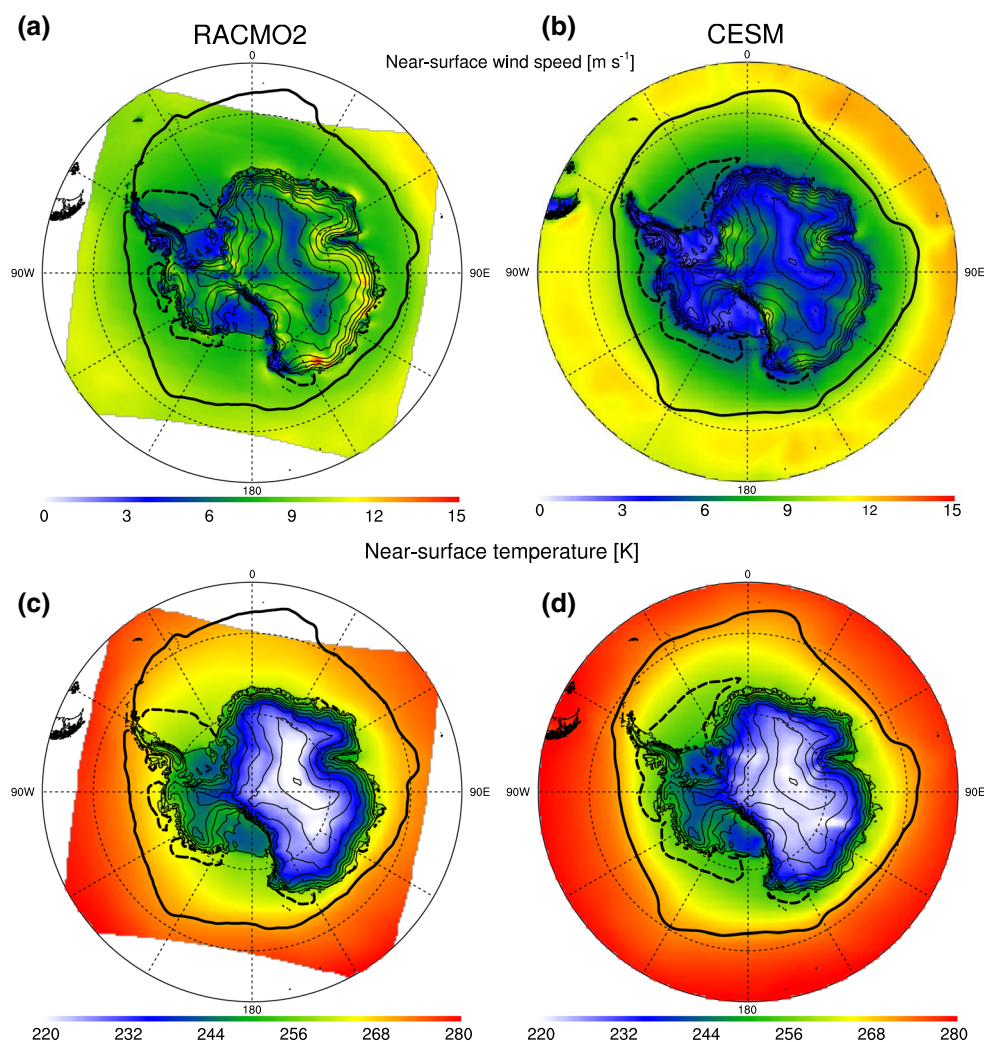 (a) RACMO2 (b) CESM
Near-surface wind speed [m s⁻¹]
0 0
90W 90E 90W 90E
180 180
0 3 6 9 12 15 0 3 6 9 12 15
Near-surface temperature [K]
(c) (d)
0 0
90W 90E 90W 90E
180 180
220 232 244 256 268 280 220 232 244 256 268 280